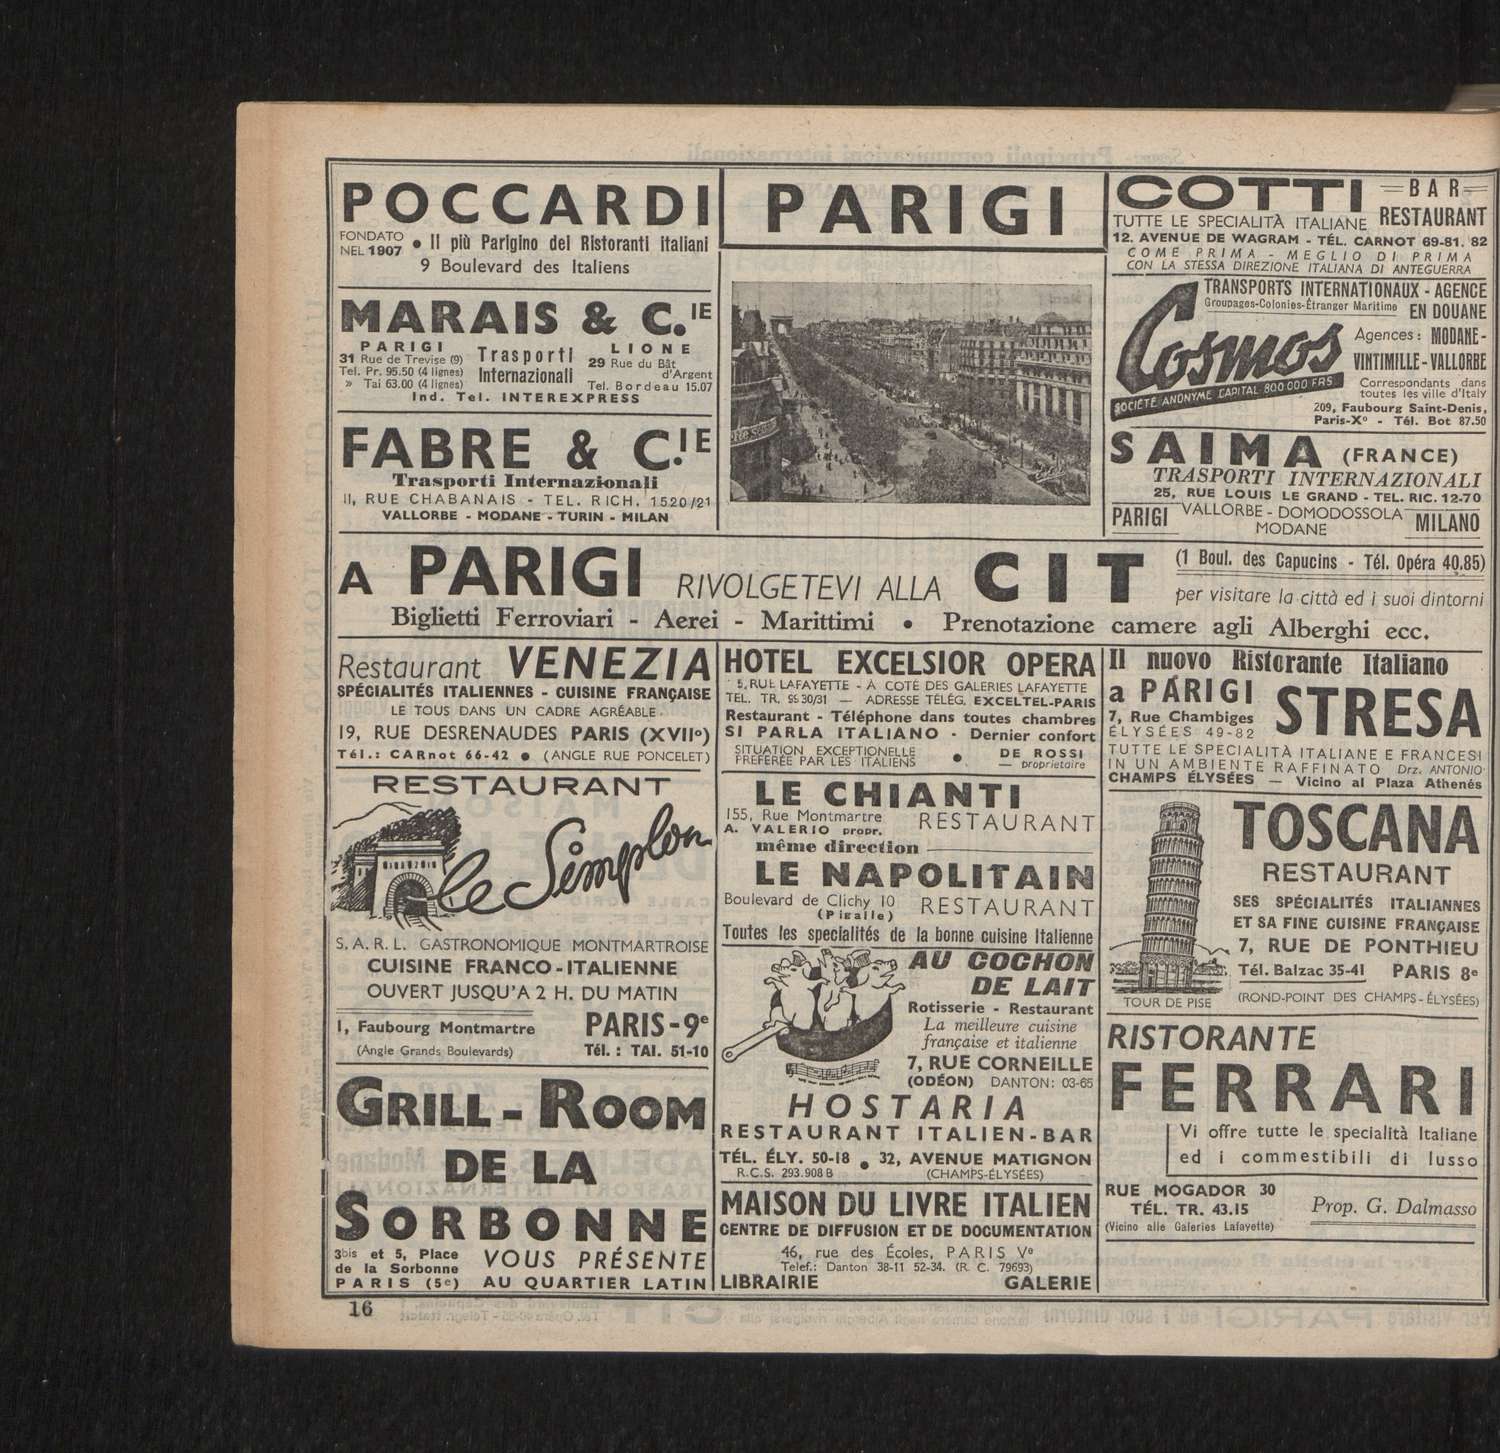 POCCARDI
FONDATO
NEL 1907
• Il più Parigino dei Ristoranti italiani
9 Boulevard des Italiens
MARAIS & C.IE
PARIGI
31 Rue de Trevise (9)
Tel. Pr. 95.50 (4 lignes)
» Tai 63.00 (4 lignes)
Trasporti
Internazionali
LIONE
29 Rue du Bât
d'Argent
Tel. Bordeau 15.07
Ind. Tel. INTEREXPRESS
FABRE & C.IE
Trasporti Internazionali
11, RUE CHABANAIS - TEL. RICH. 1520/21
VALLORBE - MODANE - TURIN - MILAN
PARIGI
COTTI
BAR
RESTAURANT
TUTTE LE SPECIALITÀ ITALIANE
12. AVENUE DE WAGRAM - TÉL. CARNOT 69-81. 82
COME PRIMA - MEGLIO DI PRIMA
CON LA STESSA DIREZIONE ITALIANA DI ANTEGUERRA
TRANSPORTS INTERNATIONAUX - AGENCE
Groupages-Colonies-Étranger Maritime EN DOUANE
Cosmos
SOCIÉTÉ ANONYME CAPITAL 800.000 FRS
Agences: MODANE-
VINTIMILLE-VALLORBE
Correspondants dans
toutes les ville d'Italy
209, Faubourg Saint-Denis,
Paris-Xº - Tél. Bot 87.50
SAIMA (FRANCE)
TRASPORTI INTERNAZIONALI
25, RUE LOUIS LE GRAND - TEL. RIC. 12-70
PARIGI
VALLORBE - DOMODOSSOLA
MODANE
MILANO
A PARIGI RIVOLGETEVI ALLA CIT
(1 Boul. des Capucins - Tél. Opéra 40.85)
per visitare la città ed i suoi dintorni
Biglietti Ferroviari - Aerei - Marittimi • Prenotazione camere agli Alberghi ecc.
Restaurant VENEZIA
SPÉCIALITÉS ITALIENNES - CUISINE FRANÇAISE
LE TOUS DANS UN CADRE AGRÉABLE
19, RUE DESRENAUDES PARIS (XVIIº)
Tél.: CARnot 66-42 • (ANGLE RUE PONCELET)
RESTAURANT
le Simplon
S. A. R. L. GASTRONOMIQUE MONTMARTROISE
CUISINE FRANCO-ITALIENNE
OUVERT JUSQU'A 2 H. DU MATIN
1, Faubourg Montmartre
(Angle Grands Boulevards)
PARIS-9e
Tél. : TAI. 51-10
GRILL-ROOM
DE LA
SORBONNE
3bis et 5, Place
de la Sorbonne
PARIS (5e)
VOUS PRÉSENTE
AU QUARTIER LATIN
HOTEL EXCELSIOR OPERA
5, RUE LAFAYETTE - A COTÉ DES GALERIES LAFAYETTE
TEL. TR. 9930/31 — ADRESSE TÉLÉG. EXCELTEL-PARIS
Restaurant - Téléphone dans toutes chambres
SI PARLA ITALIANO - Dernier confort
SITUATION EXCEPTIONELLE
PREFERÉE PAR LES ITALIENS
• DE ROSSI
— proprietaire
LE CHIANTI
155, Rue Montmartre
A. VALERIO propr.
RESTAURANT
même direction
LE NAPOLITAIN
Boulevard de Clichy 10
(Pigalle)
RESTAURANT
Toutes les specialités de la bonne cuisine Italienne
AU COCHON
DE LAIT
Rotisserie - Restaurant
La meilleure cuisine
française et italienne
7, RUE CORNEILLE
(ODÉON) DANTON: 03-65
HOSTARIA
RESTAURANT ITALIEN-BAR
TÉL. ÉLY. 50-18 • 32, AVENUE MATIGNON
R.C.S. 293.908 B
(CHAMPS-ÉLYSÉES)
MAISON DU LIVRE ITALIEN
CENTRE DE DIFFUSION ET DE DOCUMENTATION
46, rue des Écoles, PARIS Ve
Telef.: Danton 38-11 52-34. (R. C. 79693)
LIBRAIRIE
GALERIE
Il nuovo Ristorante Italiano
a PARIGI STRESA
7, Rue Chambiges
ÉLYSÉES 49-82
TUTTE LE SPECIALITÀ ITALIANE E FRANCESI
IN UN AMBIENTE RAFFINATO Drz. ANTONIO
CHAMPS ÉLYSÉES — Vicino al Plaza Athenés
TOSCANA
RESTAURANT
SES SPÉCIALITÉS ITALIANNES
ET SA FINE CUISINE FRANÇAISE
7, RUE DE PONTHIEU
Tél. Balzac 35-41 PARIS 8e
(ROND-POINT DES CHAMPS-ÉLYSÉES)
TOUR DE PISE
RISTORANTE
FERRARI
Vi offre tutte le specialità Italiane
ed i commestibili di lusso
RUE MOGADOR 30
TÉL. TR. 43.15
(Vicino alle Galeries Lafayette)
Prop. G. Dalmasso
16